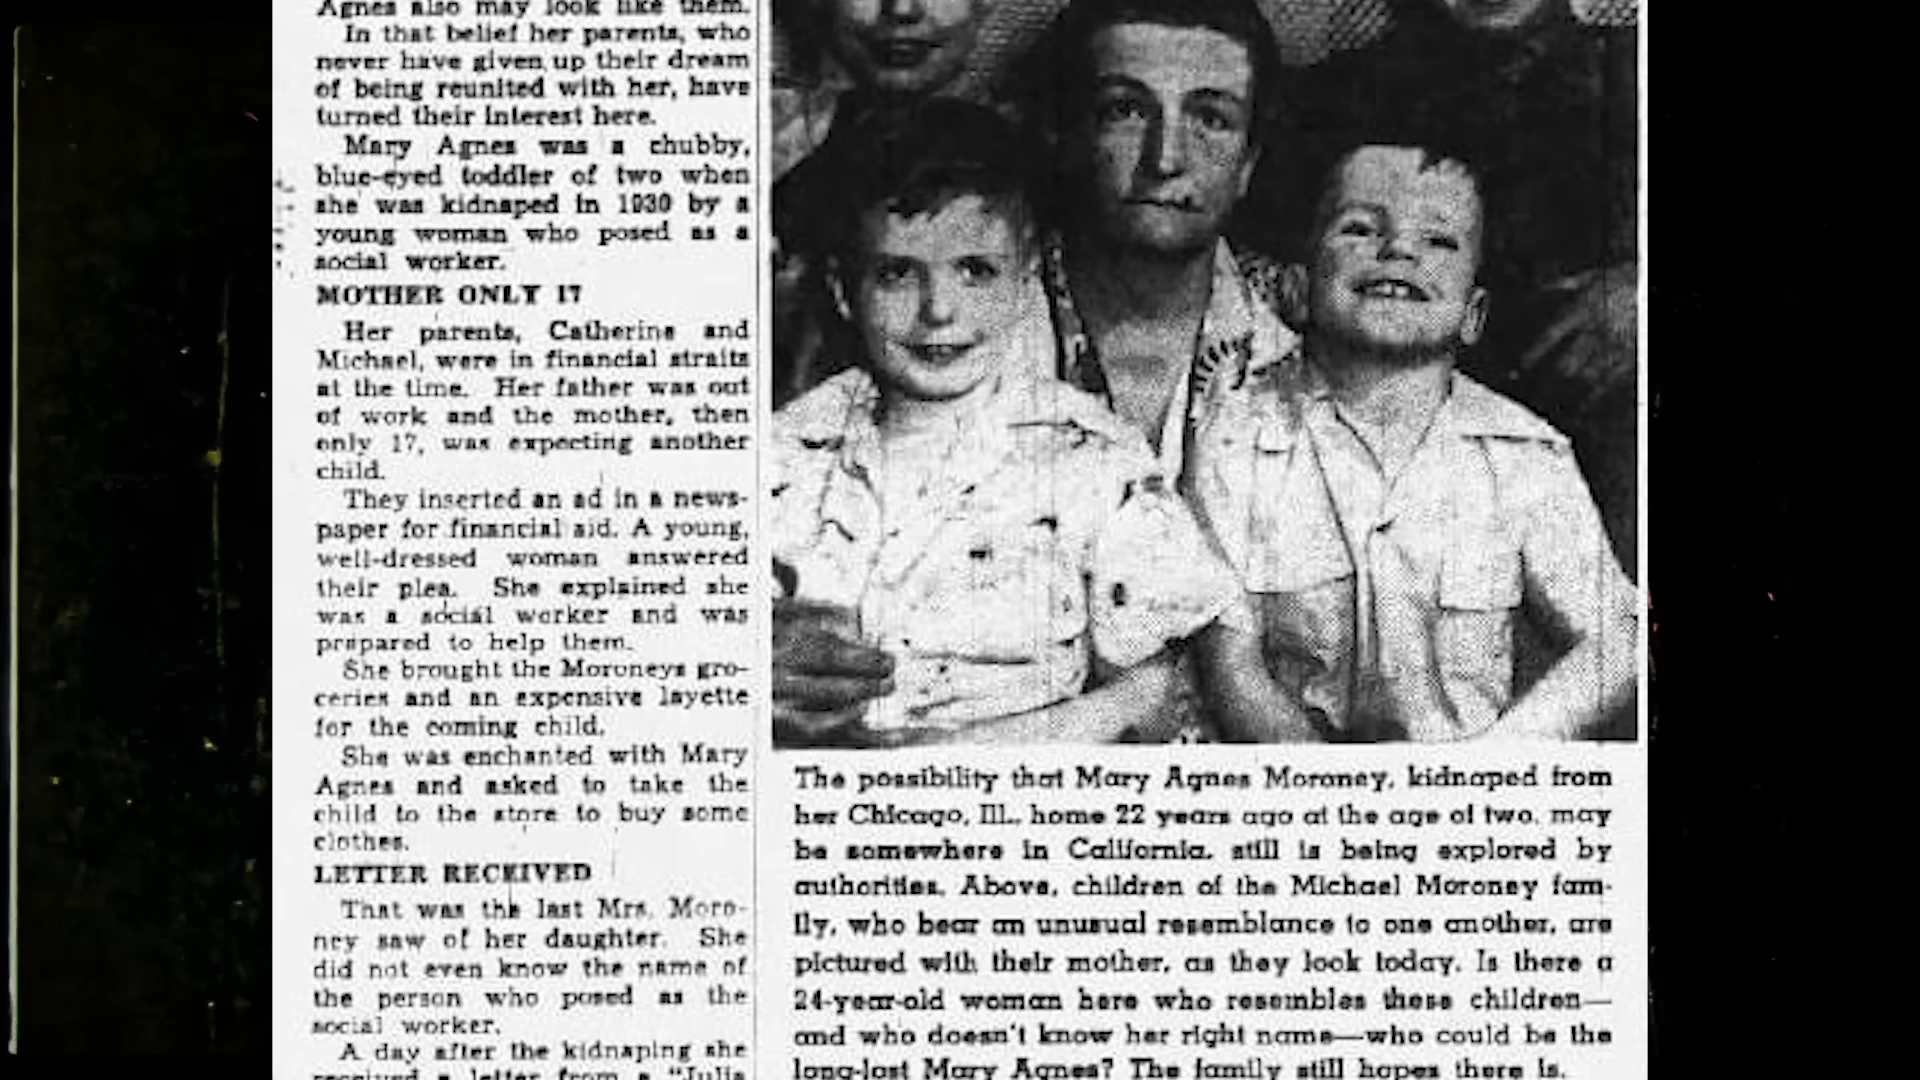 Agnes also may look like them.
In that belief her parents, who
never have given up their dream
of being reunited with her, have
turned their interest here.
Mary Agnes was a chubby,
blue-eyed toddler of two when
she was kidnaped in 1930 by a
young woman who posed as a
social worker.
MOTHER ONLY 17
Her parents, Catherine and
Michael, were in financial straits
at the time. Her father was out
of work and the mother, then
only 17, was expecting another
child.
They inserted an ad in a news-
paper for financial aid. A young,
well-dressed woman answered
their plea. She explained she
was a social worker and was
prepared to help them.
She brought the Moroneys gro-
ceries and an expensive layette
for the coming child.
She was enchanted with Mary
Agnes and asked to take the
child to the store to buy some
clothes.
LETTER RECEIVED
That was the last Mrs. Moro-
ney saw of her daughter. She
did not even know the name of
the person who posed as the
social worker.
A day after the kidnaping she
received a letter from a "Julia
The possibility that Mary Agnes Moroney, kidnaped from
her Chicago, Ill., home 22 years ago at the age of two, may
be somewhere in California, still is being explored by
authorities. Above, children of the Michael Moroney fam-
ily, who bear an unusual resemblance to one another, are
pictured with their mother, as they look today. Is there a
24-year-old woman here who resembles these children—
and who doesn't know her right name—who could be the
long-lost Mary Agnes? The family still hopes there is.